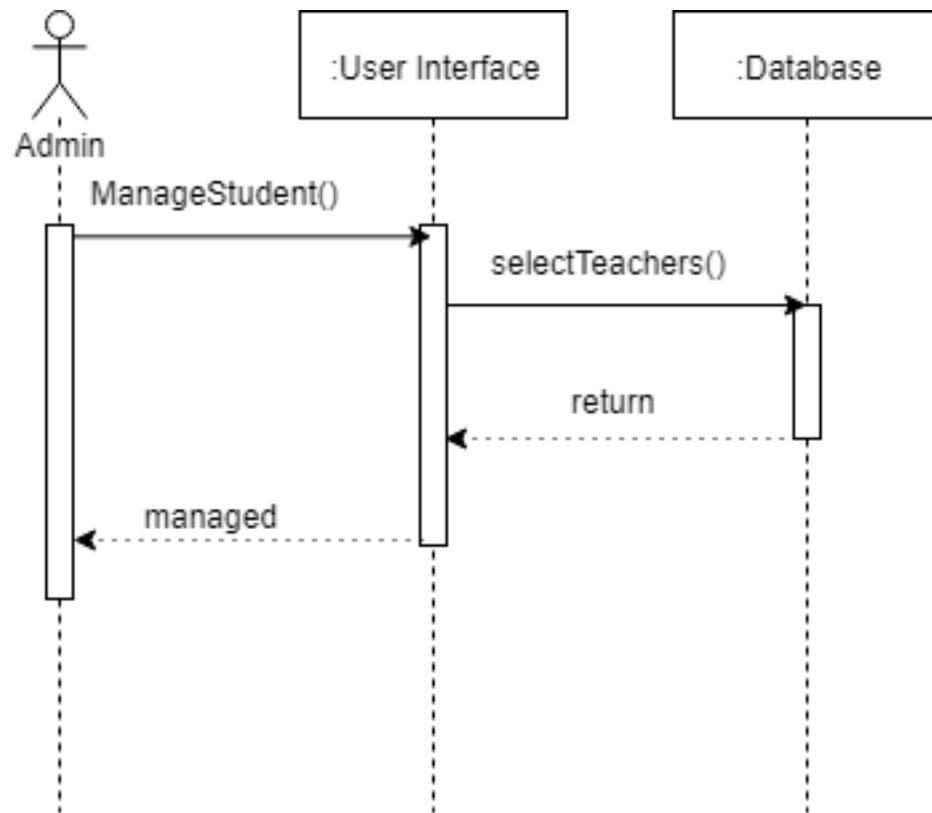 :User Interface
:Database
Admin
ManageStudent()
selectTeachers()
return
managed